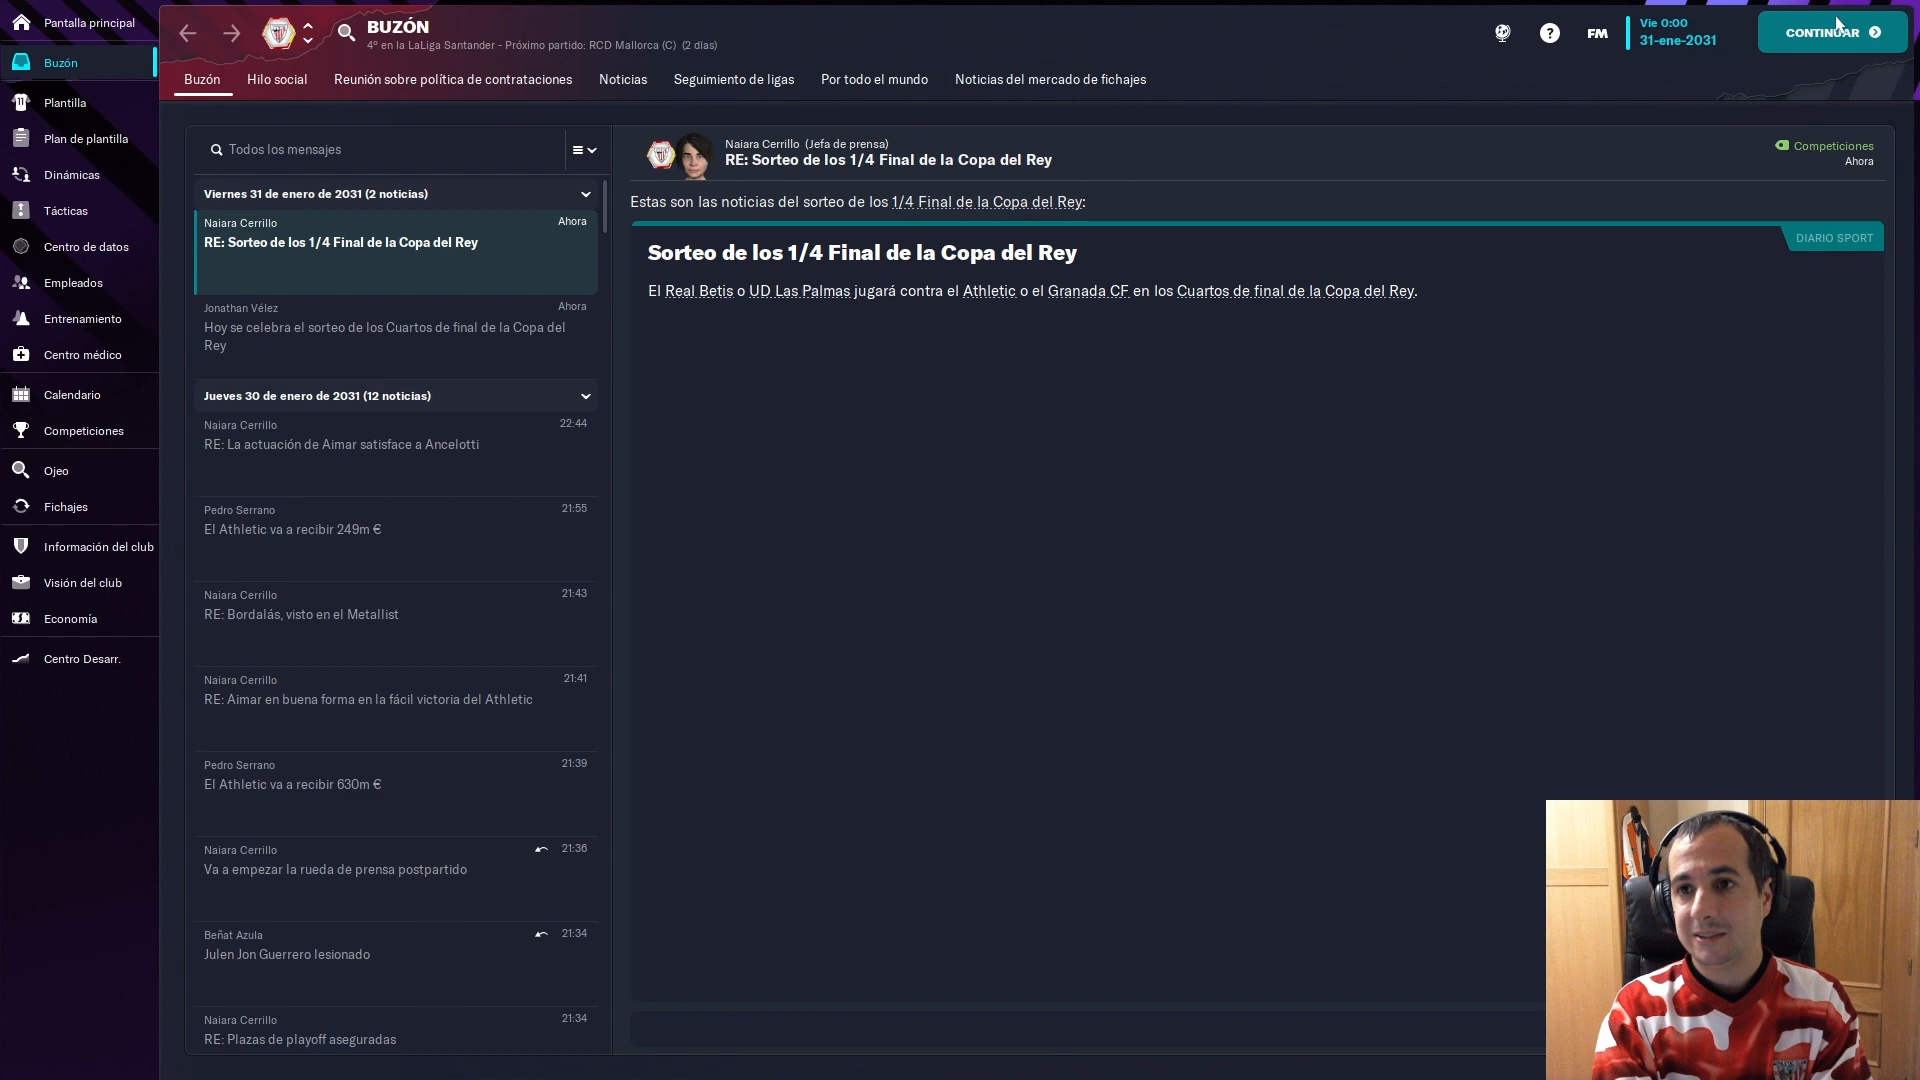 Pantalla principal
Buzón
Plantilla
Plan de plantilla
Dinámicas
Tácticas
Centro de datos
Empleados
Entrenamiento
Centro médico
Calendario
Competiciones
Ojeo
Fichajes
Información del club
Visión del club
Economía
Centro Desarr.
BUZÓN
4º en la LaLiga Santander - Próximo partido: RCD Mallorca (C) (2 días)
FM
Vie 0:00
31-ene-2031
CONTINUAR
Buzón Hilo social Reunión sobre política de contrataciones Noticias Seguimiento de ligas Por todo el mundo Noticias del mercado de fichajes
Todos los mensajes
Viernes 31 de enero de 2031 (2 noticias)
Naiara Cerrillo Ahora
RE: Sorteo de los 1/4 Final de la Copa del Rey
Jonathan Vélez Ahora
Hoy se celebra el sorteo de los Cuartos de final de la Copa del
Rey
Jueves 30 de enero de 2031 (12 noticias)
Naiara Cerrillo 22:44
RE: La actuación de Aimar satisface a Ancelotti
Pedro Serrano 21:55
El Athletic va a recibir 249m €
Naiara Cerrillo 21:43
RE: Bordalás, visto en el Metallist
Naiara Cerrillo 21:41
RE: Aimar en buena forma en la fácil victoria del Athletic
Pedro Serrano 21:39
El Athletic va a recibir 630m €
Naiara Cerrillo 21:36
Va a empezar la rueda de prensa postpartido
Beñat Azula 21:34
Julen Jon Guerrero lesionado
Naiara Cerrillo 21:34
RE: Plazas de playoff aseguradas
Naiara Cerrillo (Jefa de prensa)
RE: Sorteo de los 1/4 Final de la Copa del Rey
Competiciones
Ahora
Estas son las noticias del sorteo de los 1/4 Final de la Copa del Rey:
DIARIO SPORT
Sorteo de los 1/4 Final de la Copa del Rey
El Real Betis o UD Las Palmas jugará contra el Athletic o el Granada CF en los Cuartos de final de la Copa del Rey.